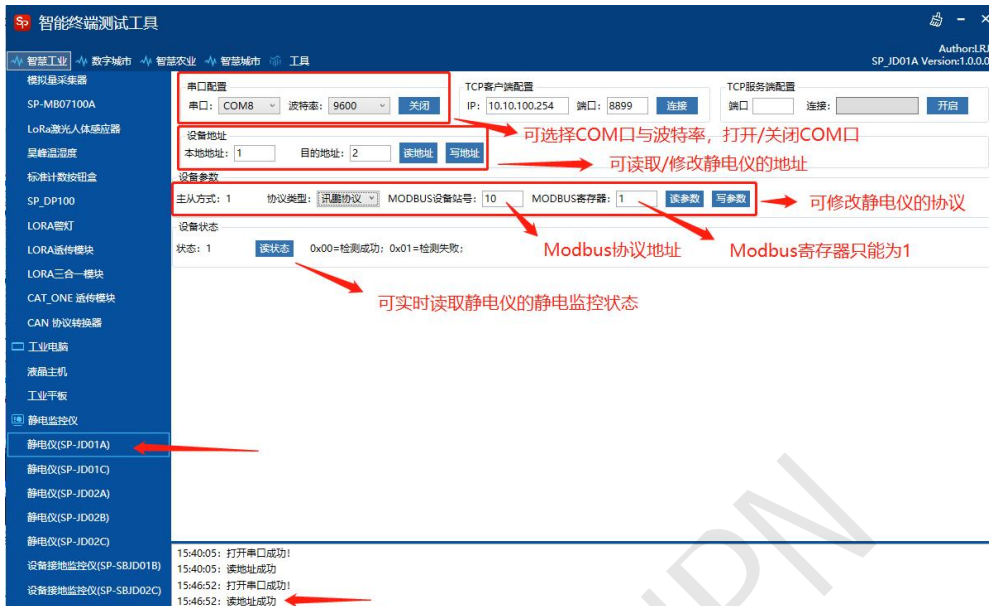 Sp 智能终端测试工具
Author:LRJ
智慧工业 数字城市 智慧农业 智慧城市 工具
SP_JD01A Version:1.0.0.0
模拟量采集器
SP-MB07100A
LoRa激光人体感应器
昊峰温湿度
标准计数按钮盒
SP_DP100
LORA警灯
LORA透传模块
LORA三合一模块
CAT_ONE 透传模块
CAN 协议转换器
工业电脑
液晶主机
工业平板
静电监控仪
静电仪(SP-JD01A)
静电仪(SP-JD01C)
静电仪(SP-JD02A)
静电仪(SP-JD02B)
静电仪(SP-JD02C)
设备接地监控仪(SP-SBJD01B)
设备接地监控仪(SP-SBJD02C)
串口配置
串口: COM8 波特率: 9600 关闭
TCP客户端配置
IP: 10.10.100.254 端口: 8899 连接
TCP服务端配置
端口 连接: 开启
可选择COM口与波特率，打开/关闭COM口
设备地址
本地地址: 1 目的地址: 2 读地址 写地址
可读取/修改静电仪的地址
设备参数
主从方式: 1 协议类型: 讯鹏协议 MODBUS设备站号: 10 MODBUS寄存器: 1 读参数 写参数
可修改静电仪的协议
设备状态
状态: 1 读状态 0x00=检测成功; 0x01=检测失败;
Modbus协议地址
Modbus寄存器只能为1
可实时读取静电仪的静电监控状态
15:40:05: 打开串口成功!
15:40:05: 读地址成功
15:46:52: 打开串口成功!
15:46:52: 读地址成功